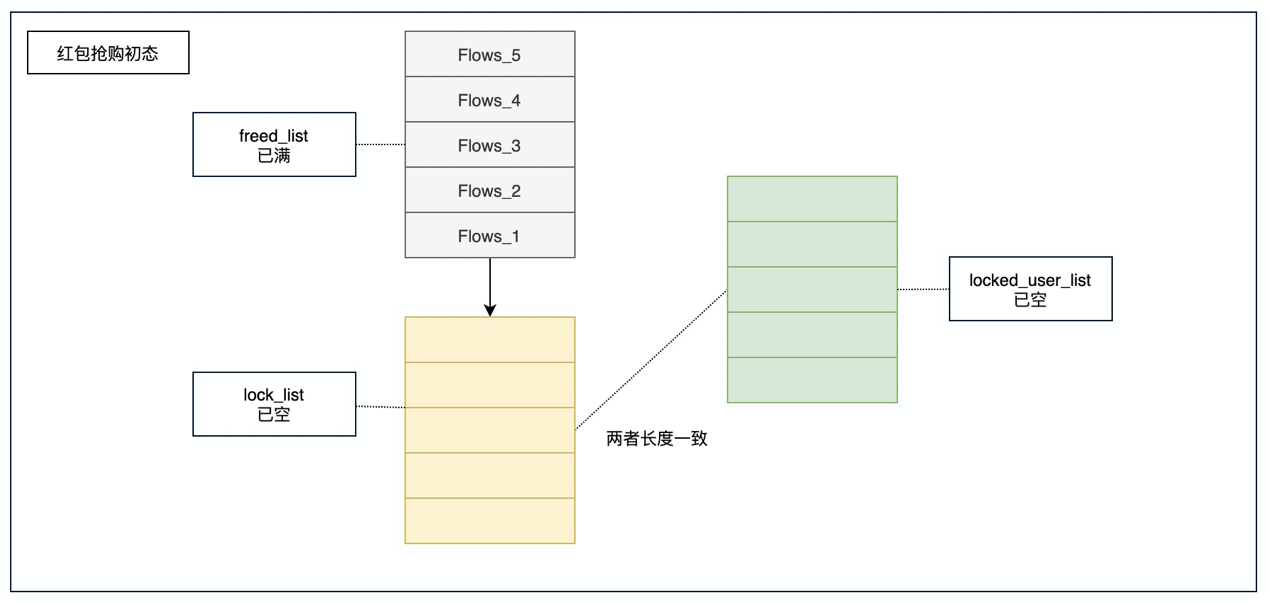 红包抢购初态
Flows_5
Flows_4
freed_list
已满
Flows_3
Flows_2
Flows_1
locked_user_list
已空
lock_list
已空
两者长度一致